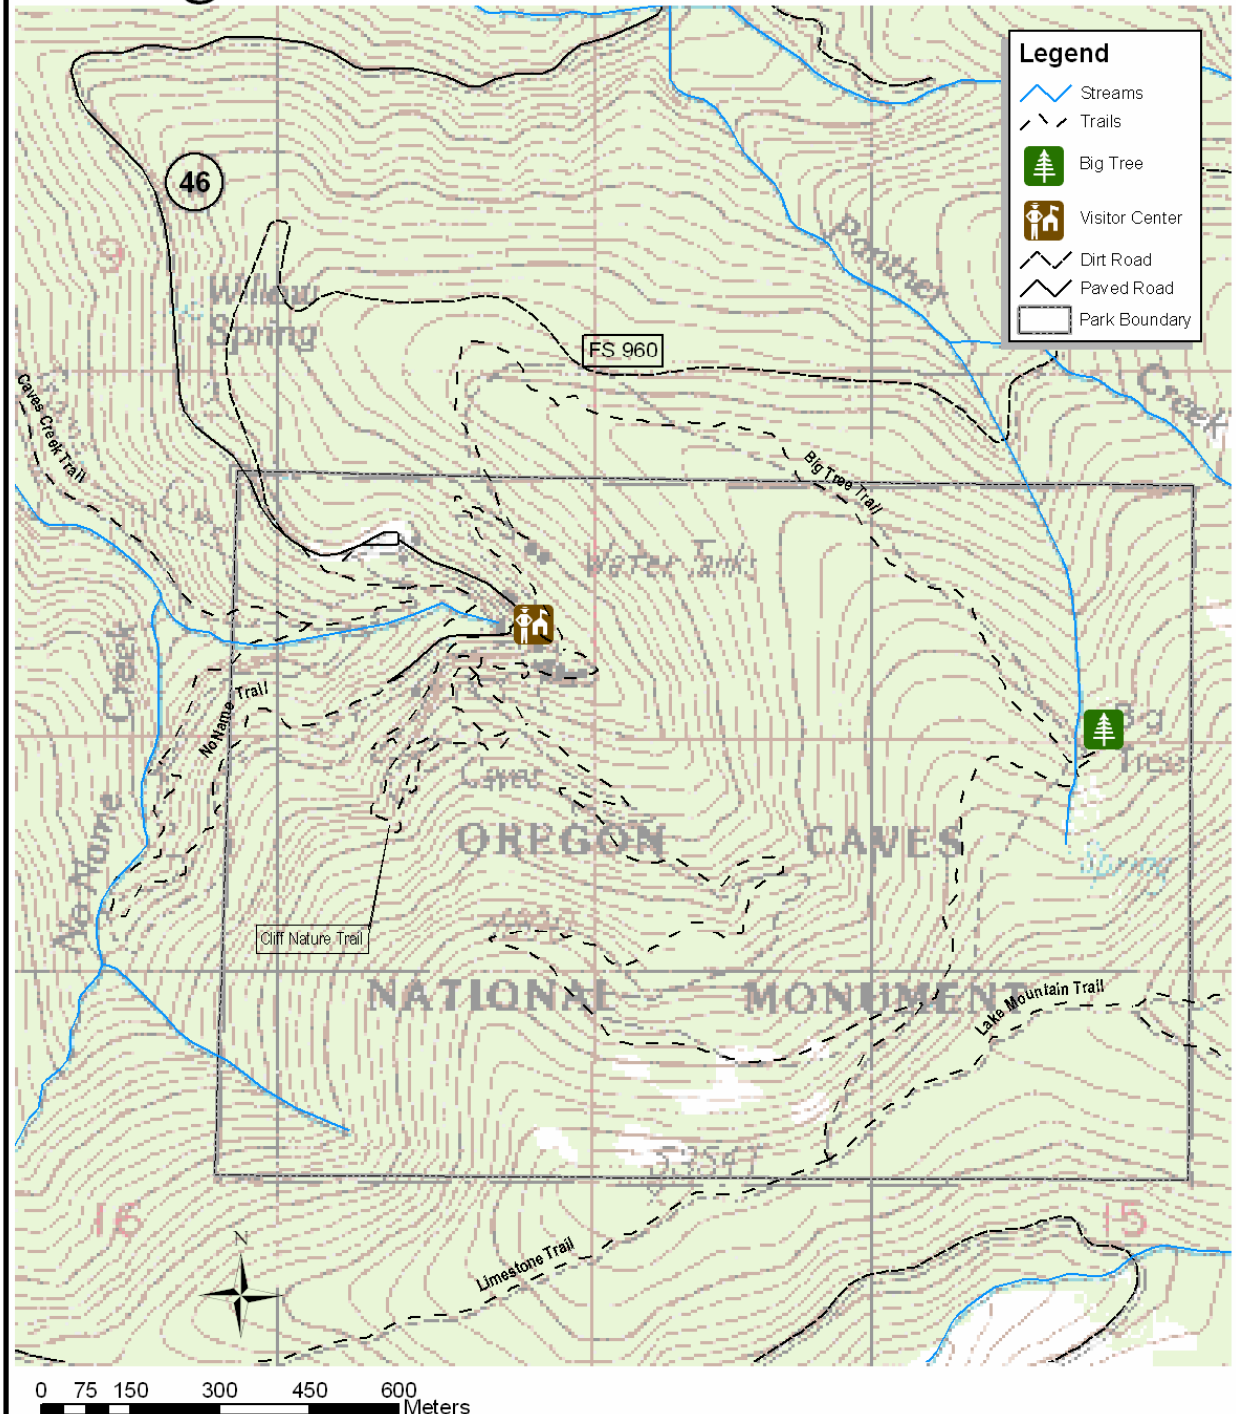 Legend
Streams
Trails
Big Tree
Visitor Center
Dirt Road
Paved Road
Park Boundary
46
9
Willow
Spring
Panther
Creek
FS 960
Caves Creek Trail
Big Tree Trail
Water Tanks
No Name Creek
No Name Trail
Big
Tree
Caves
OREGON CAVES
Spring
Cliff Nature Trail
NATIONAL MONUMENT
Lake Mountain Trail
16
15
N
Limestone Trail
0 75 150 300 450 600
Meters